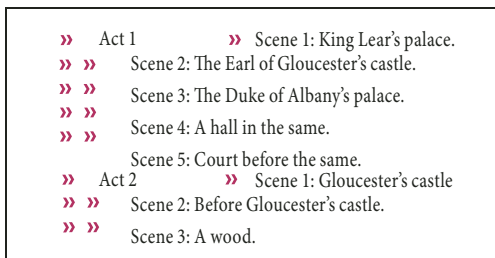 » Act 1 » Scene 1: King Lear's palace.
» » Scene 2: The Earl of Gloucester's castle.
» » Scene 3: The Duke of Albany's palace.
» » Scene 4: A hall in the same.
» » Scene 5: Court before the same.
» Act 2 » Scene 1: Gloucester's castle
» » Scene 2: Before Gloucester's castle.
» » Scene 3: A wood.